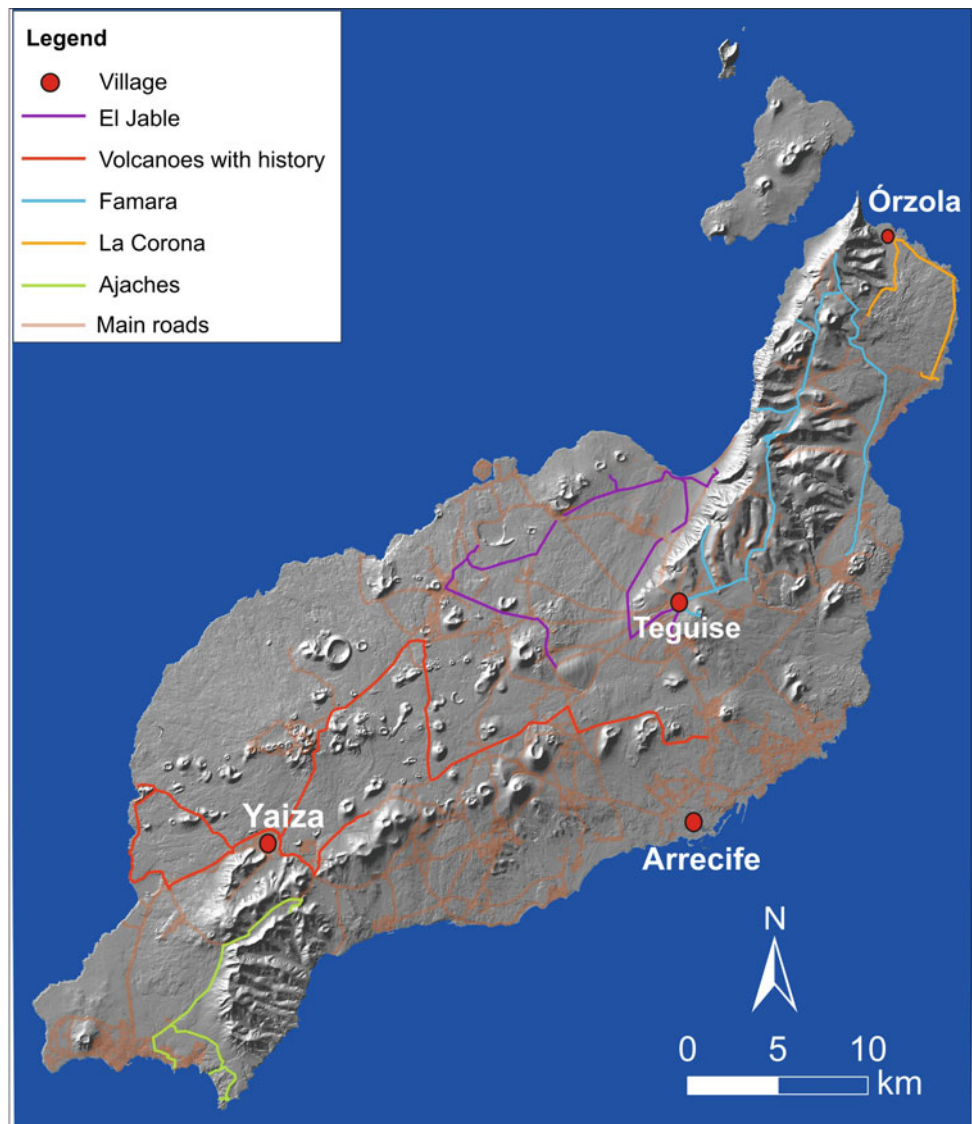 Legend
Village
El Jable
Volcanoes with history
Famara
La Corona
Ajaches
Main roads
Órzola
Teguise
Yaiza
Arrecife
N
0 5 10
km